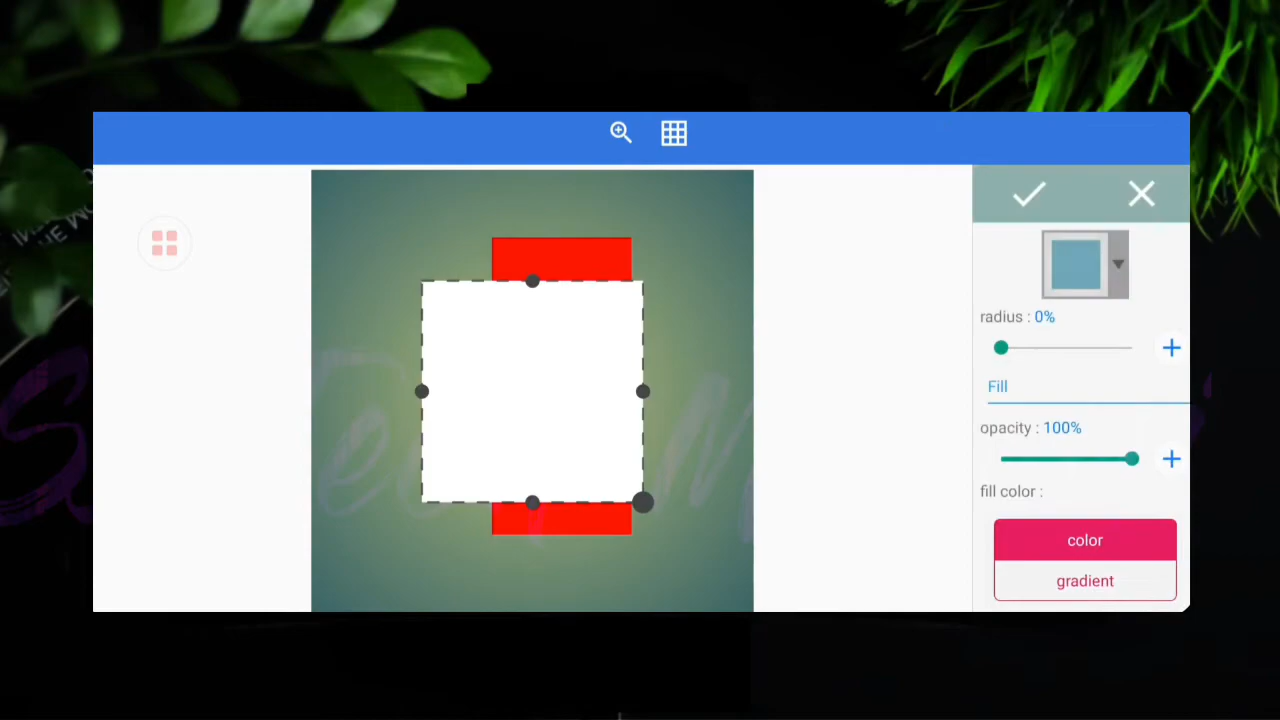 radius : 0%
Fill
opacity : 100%
fill color :
color
gradient